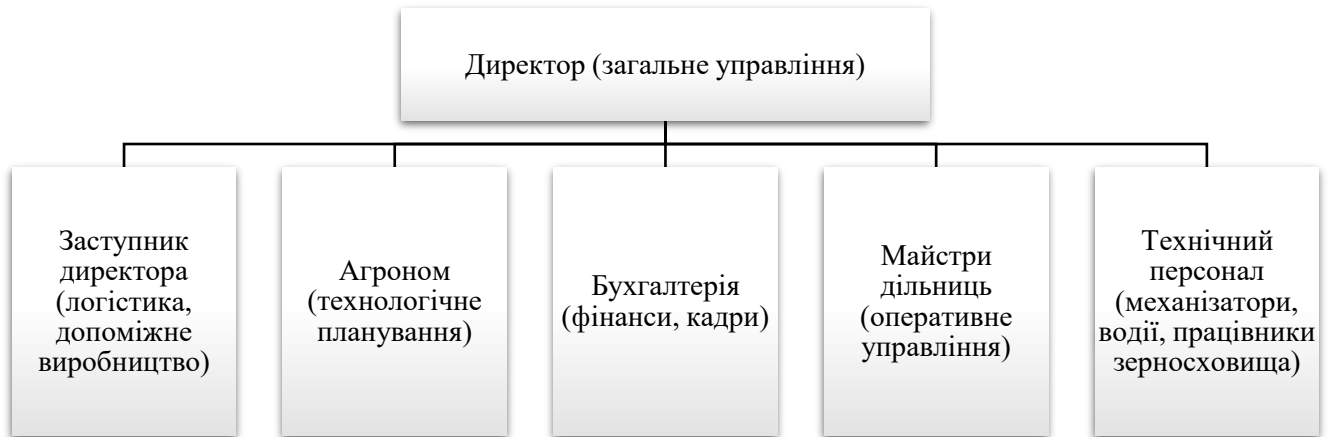 Директор (загальне управління)
Заступник
директора
(логістика,
допоміжне
виробництво)
Агроном
(технологічне
планування)
Бухгалтерія
(фінанси, кадри)
Майстри
дільниць
(оперативне
управління)
Технічний
персонал
(механізатори,
водії, працівники
зерносховища)